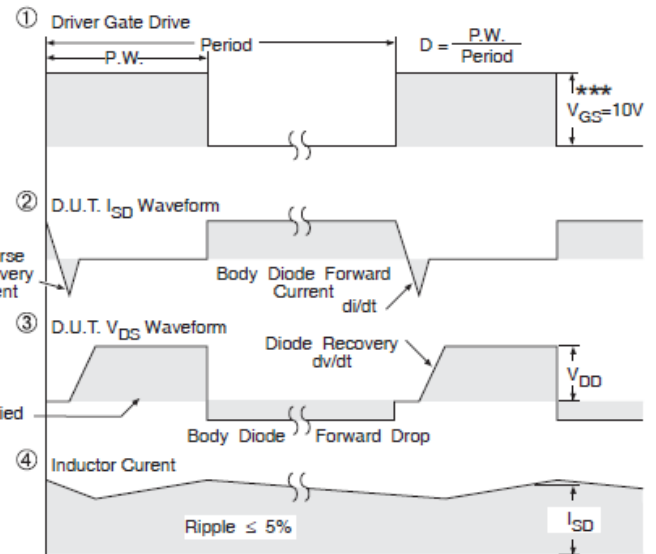 ① Driver Gate Drive
P.W.
Period
D = P.W.
Period
***
VGS=10V
② D.U.T. ISD Waveform
Body Diode Forward
Current
di/dt
③ D.U.T. VDS Waveform
Diode Recovery
dv/dt
VDD
Body Diode Forward Drop
④ Inductor Curent
Ripple ≤ 5%
ISD